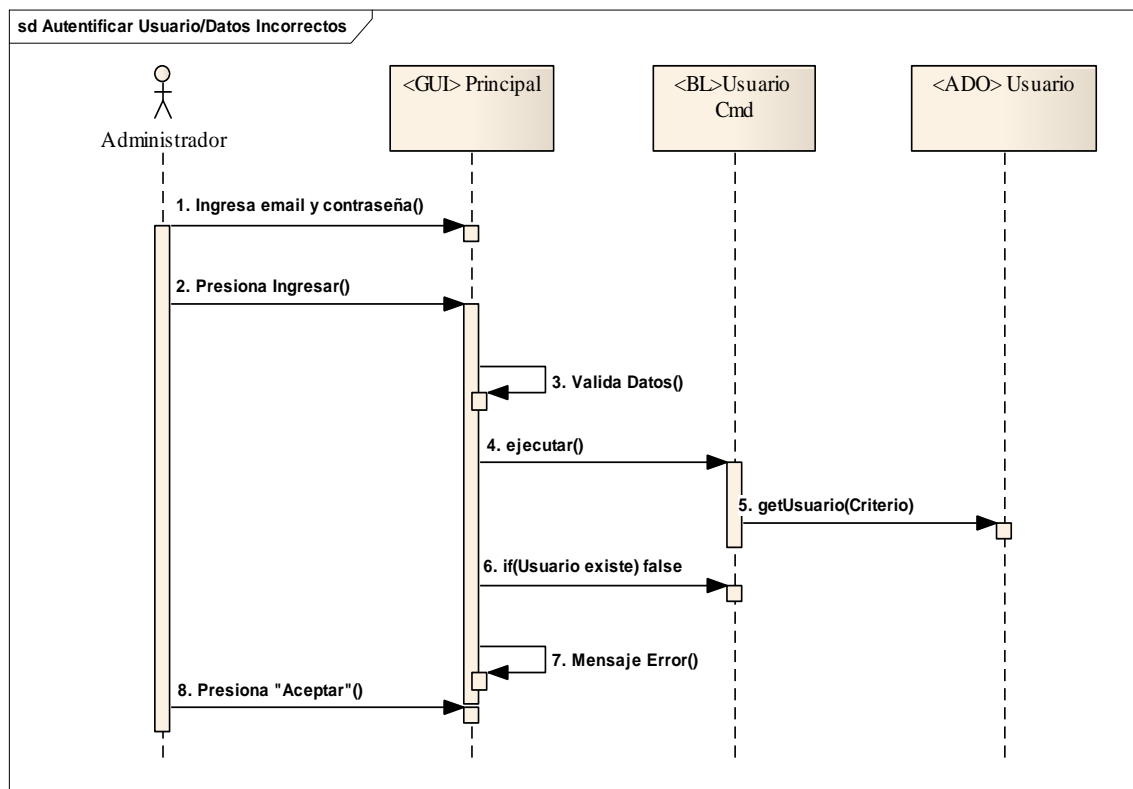 sd Autentificar Usuario/Datos Incorrectos
Administrador
<GUI> Principal
<BL>Usuario
Cmd
<ADO> Usuario
1. Ingresa email y contraseña()
2. Presiona Ingresar()
3. Valida Datos()
4. ejecutar()
5. getUsuario(Criterio)
6. if(Usuario existe) false
7. Mensaje Error()
8. Presiona "Aceptar"()